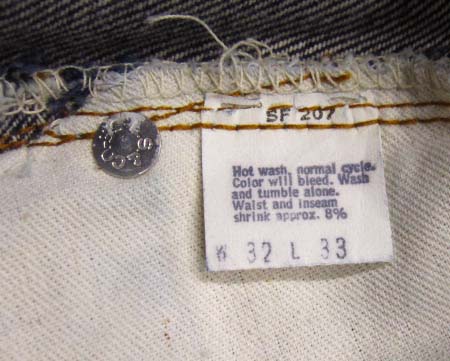 SF 207
Hot wash, normal cycle.
Color will bleed. Wash
and tumble alone.
Waist and inseam
shrink approx. 8%
W 32 L 33